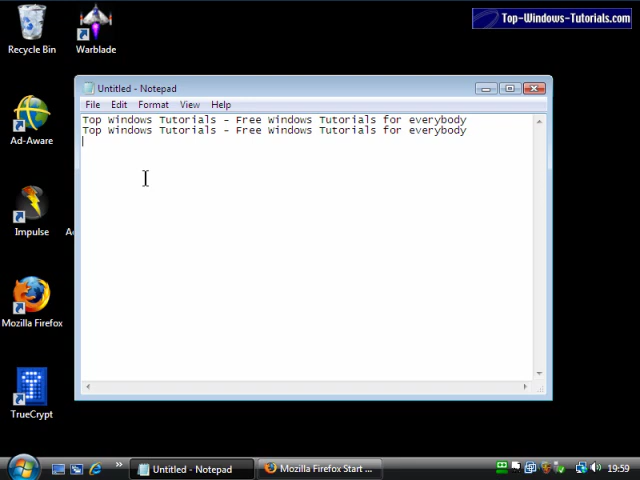 Top-Windows-Tutorials.com
Recycle Bin
Warblade
Untitled - Notepad
File Edit Format View Help
Top Windows Tutorials - Free Windows Tutorials for everybody
Top Windows Tutorials - Free Windows Tutorials for everybody
Ad-Aware
Impulse
Mozilla Firefox
TrueCrypt
Untitled - Notepad
Mozilla Firefox Start ...
19:59